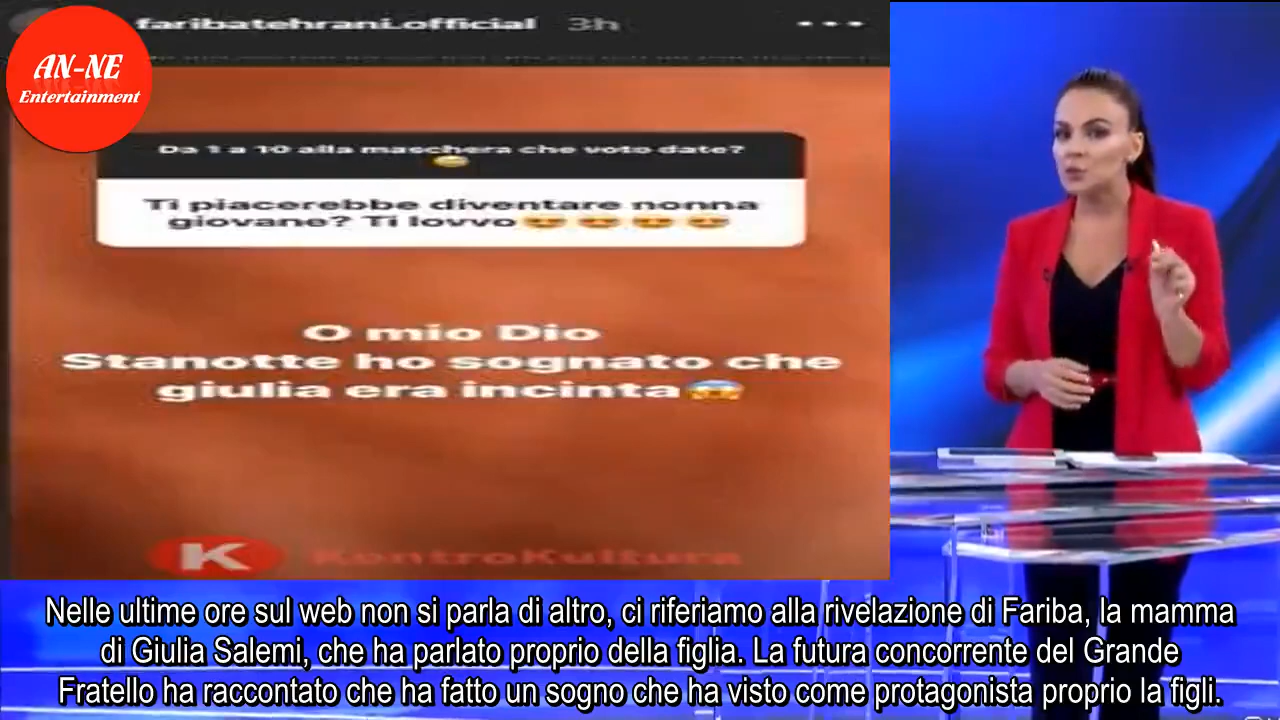 faribatehrani.official 3h
AN-NE
Entertainment
Da 1 a 10 alla maschera che voto date?
Ti piacerebbe diventare nonna
giovane? Ti lovvo
O mio Dio
Stanotte ho sognato che
giulia era incinta
K KontroKultura
Nelle ultime ore sul web non si parla di altro, ci riferiamo alla rivelazione di Fariba, la mamma
di Giulia Salemi, che ha parlato proprio della figlia. La futura concorrente del Grande
Fratello ha raccontato che ha fatto un sogno che ha visto come protagonista proprio la figli.